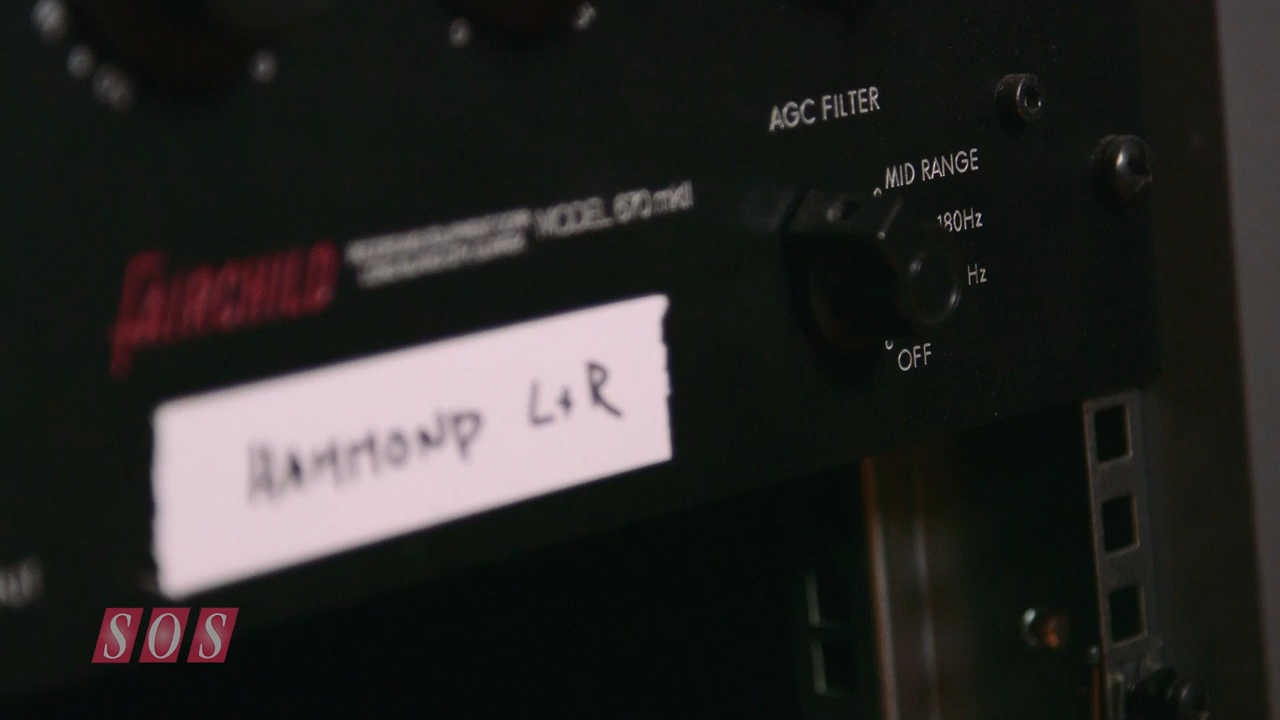 AGC FILTER
MID RANGE
180Hz
Hz
OFF
FAIRCHILD
MODEL 670 mkII
HAMMOND L+R
SOS